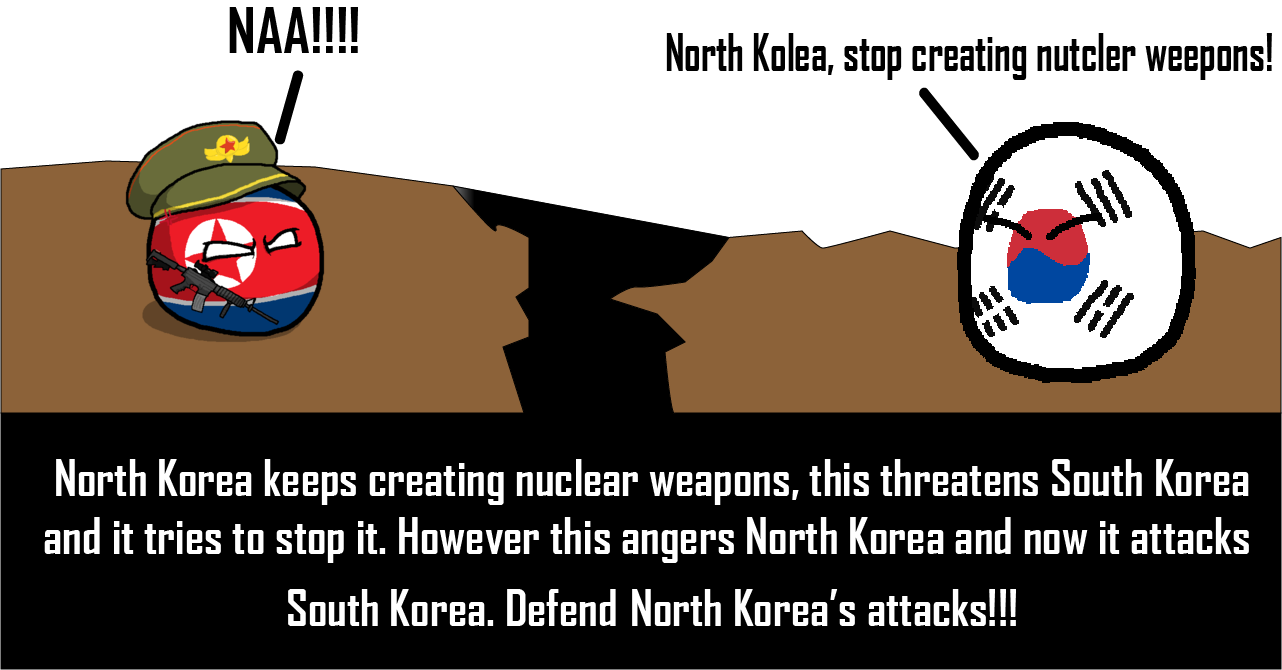 NAA!!!!
North Kolea, stop creating nutcler weepons!
North Korea keeps creating nuclear weapons, this threatens South Korea
and it tries to stop it. However this angers North Korea and now it attacks
South Korea. Defend North Korea’s attacks!!!